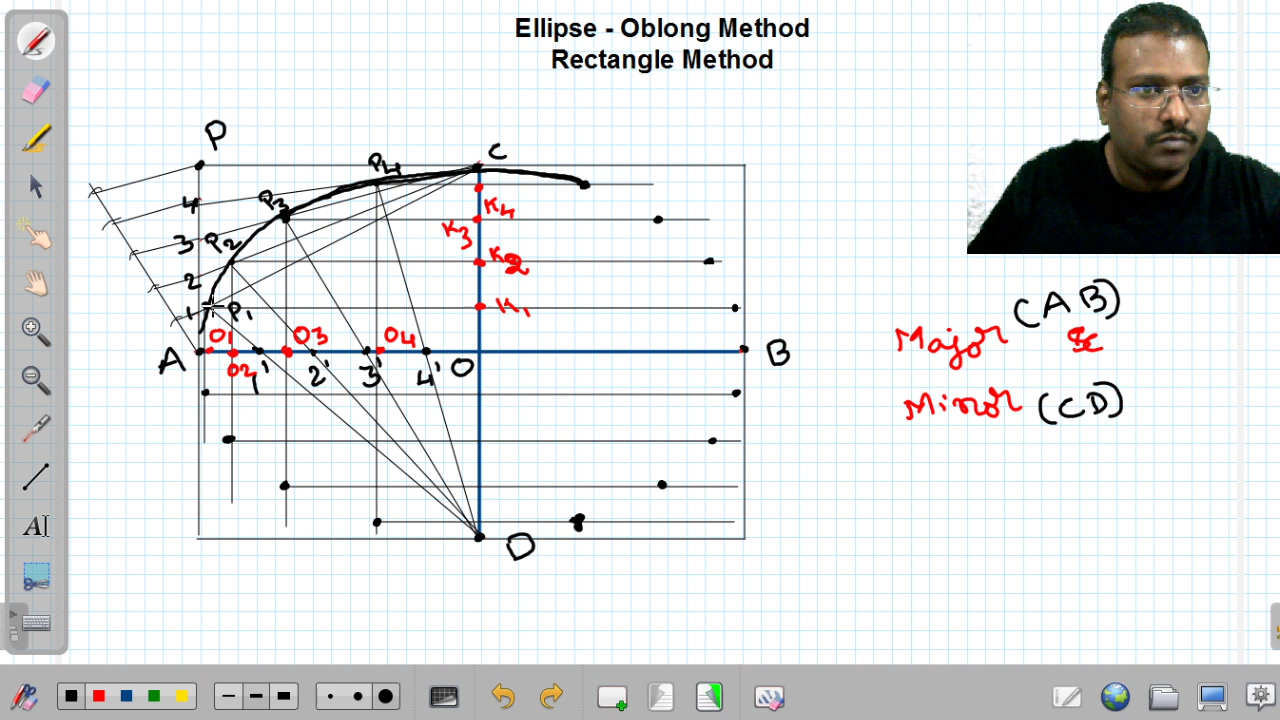 Ellipse - Oblong Method
Rectangle Method
P
C
P4
4
P3
K4
3
P2
K3
K2
2
1
P1
K1
Major (AB)
&
Minor (CD)
A
O1
O2
O3
O4
O
B
1'
2'
3'
4'
D
A